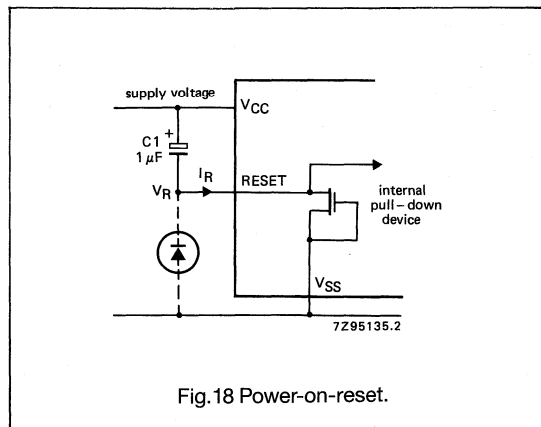 supply voltage
VCC
C1 +
1 µF
IR
VR
RESET
internal
pull-down
device
VSS
7Z95135.2
Fig.18 Power-on-reset.